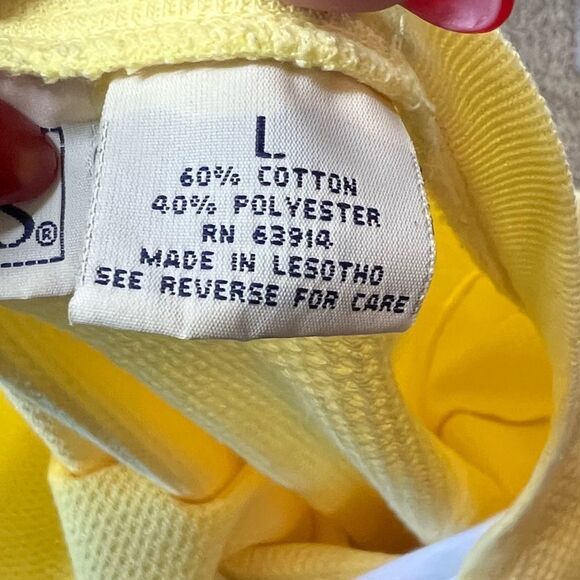 L
60% COTTON
40% POLYESTER
RN 63914
MADE IN LESOTHO
SEE REVERSE FOR CARE
S®